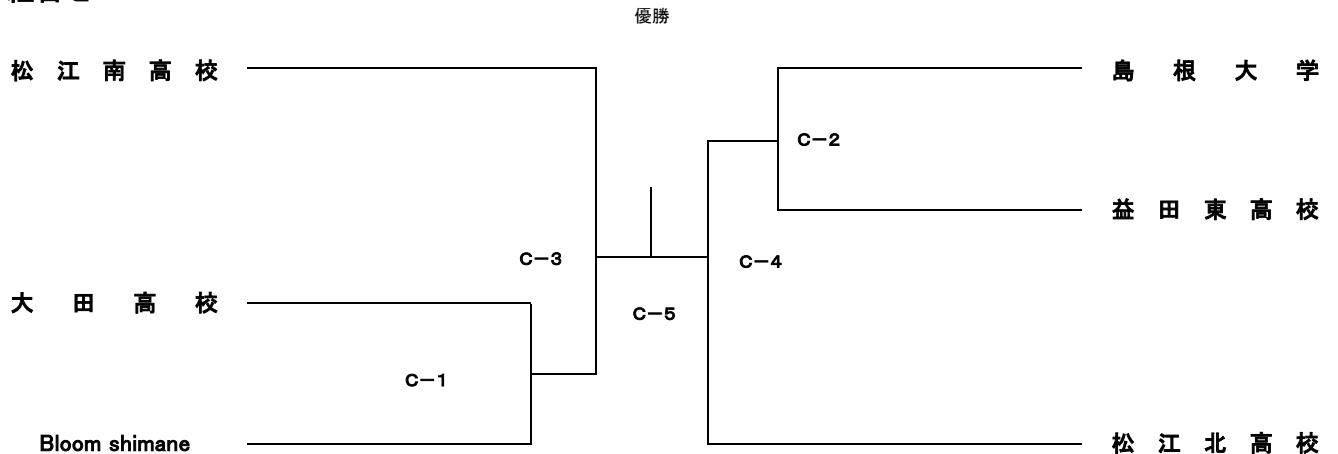 優勝
松江南高校
島根大学
C－2
益田東高校
C－3
C－4
大田高校
C－5
C－1
Bloom shimane
松江北高校